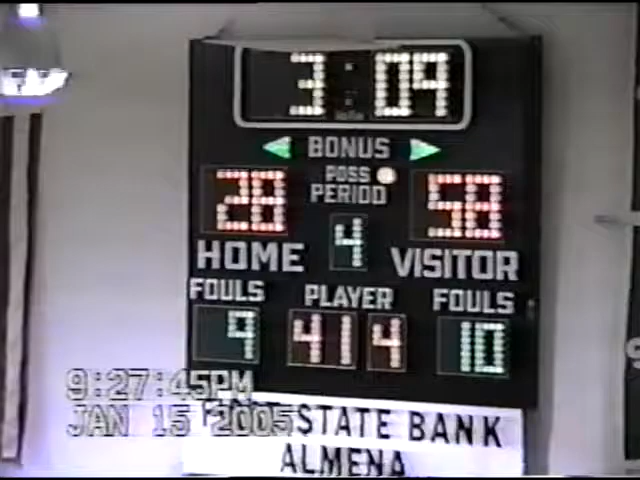 3:09
BONUS
POSS
PERIOD
28 4 58
HOME VISITOR
FOULS PLAYER FOULS
9 41 4 10
9:27:45PM
JAN 15 2005
STATE BANK
ALMENA